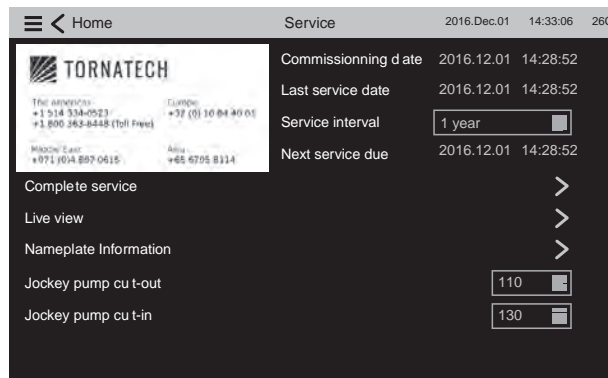 Home
Service
2016.Dec.01 14:33:06 260
TORNATECH
The Americas:
+1 514 334-0523
+1 800 363-8448 (Toll Free)
Europe:
+32 (0) 10 84 40 01
Middle East:
+971 (0)4 887 0615
Asia:
+65 6795 8114
Commissionning d ate 2016.12.01 14:28:52
Last service date 2016.12.01 14:28:52
Service interval 1 year
Next service due 2016.12.01 14:28:52
Complete service
Live view
Nameplate Information
Jockey pump cu t-out 110
Jockey pump cu t-in 130